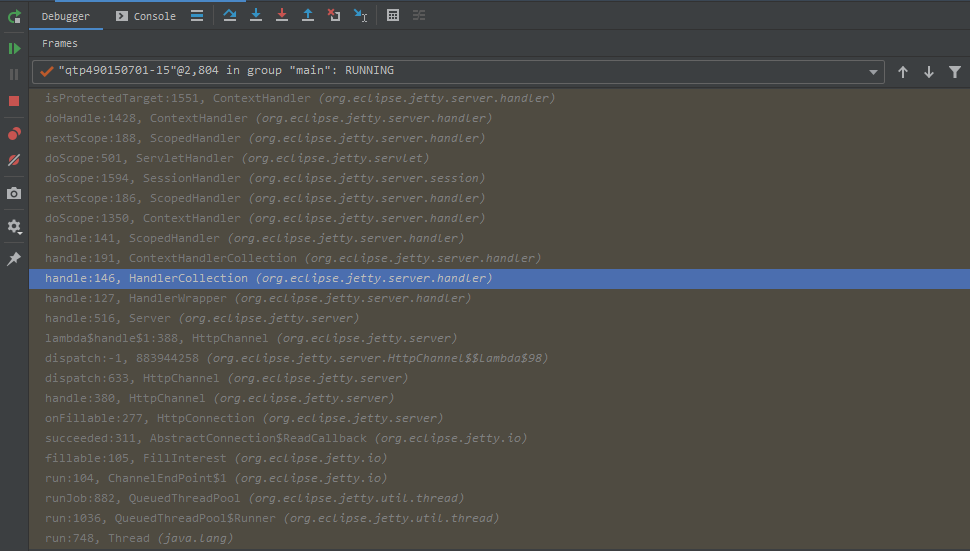 Debugger Console
Frames
"qtp490150701-15"@2,804 in group "main": RUNNING
isProtectedTarget:1551, ContextHandler (org.eclipse.jetty.server.handler)
doHandle:1428, ContextHandler (org.eclipse.jetty.server.handler)
nextScope:188, ScopedHandler (org.eclipse.jetty.server.handler)
doScope:501, ServletHandler (org.eclipse.jetty.servlet)
doScope:1594, SessionHandler (org.eclipse.jetty.server.session)
nextScope:186, ScopedHandler (org.eclipse.jetty.server.handler)
doScope:1350, ContextHandler (org.eclipse.jetty.server.handler)
handle:141, ScopedHandler (org.eclipse.jetty.server.handler)
handle:191, ContextHandlerCollection (org.eclipse.jetty.server.handler)
handle:146, HandlerCollection (org.eclipse.jetty.server.handler)
handle:127, HandlerWrapper (org.eclipse.jetty.server.handler)
handle:516, Server (org.eclipse.jetty.server)
lambda$handle$1:388, HttpChannel (org.eclipse.jetty.server)
dispatch:-1, 883944258 (org.eclipse.jetty.server.HttpChannel$$Lambda$98)
dispatch:633, HttpChannel (org.eclipse.jetty.server)
handle:380, HttpChannel (org.eclipse.jetty.server)
onFillable:277, HttpConnection (org.eclipse.jetty.server)
succeeded:311, AbstractConnection$ReadCallback (org.eclipse.jetty.io)
fillable:105, FillInterest (org.eclipse.jetty.io)
run:104, ChannelEndPoint$1 (org.eclipse.jetty.io)
runJob:882, QueuedThreadPool (org.eclipse.jetty.util.thread)
run:1036, QueuedThreadPool$Runner (org.eclipse.jetty.util.thread)
run:748, Thread (java.lang)